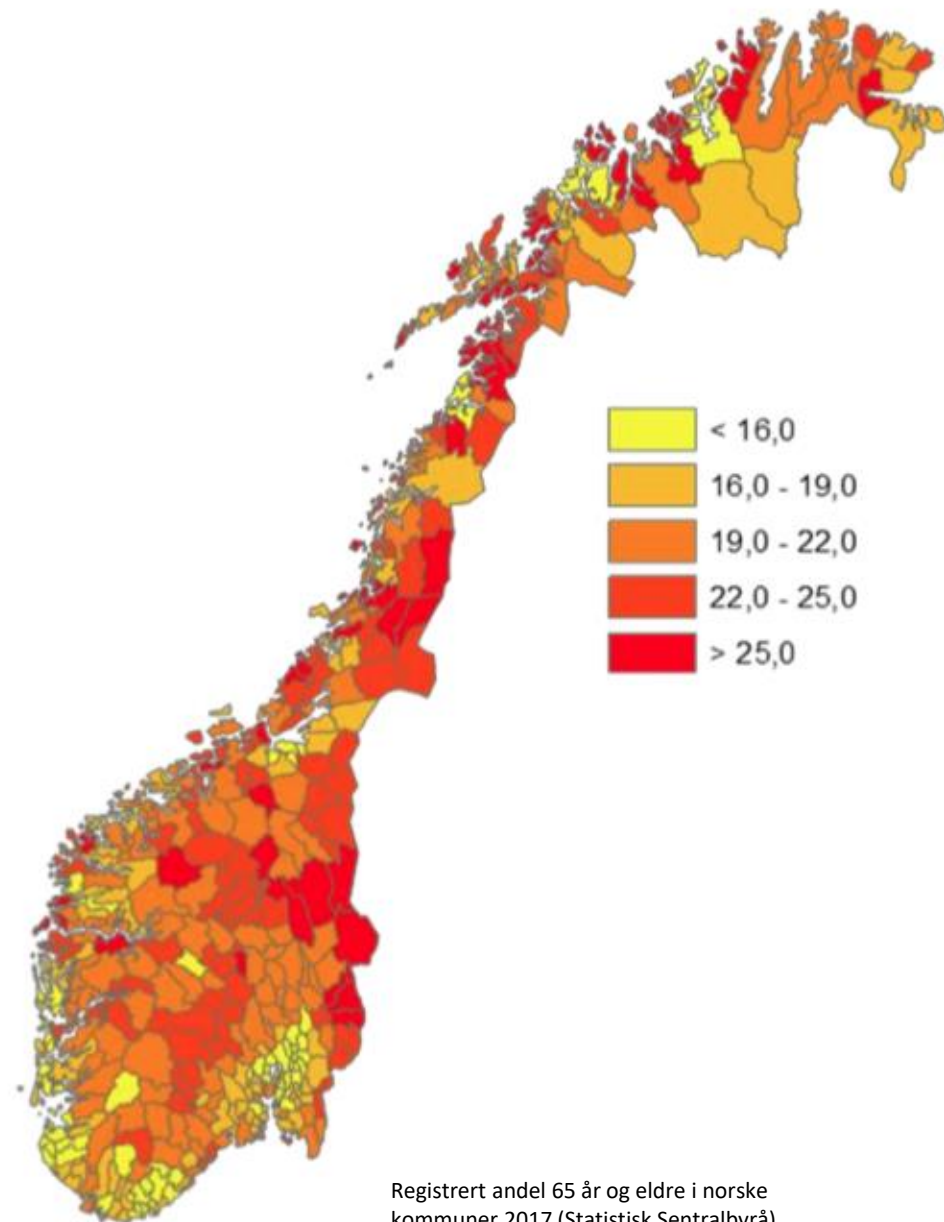 < 16,0
16,0 - 19,0
19,0 - 22,0
22,0 - 25,0
> 25,0
Registrert andel 65 år og eldre i norske
kommuner 2017 (Statistisk Sentralbyrå)